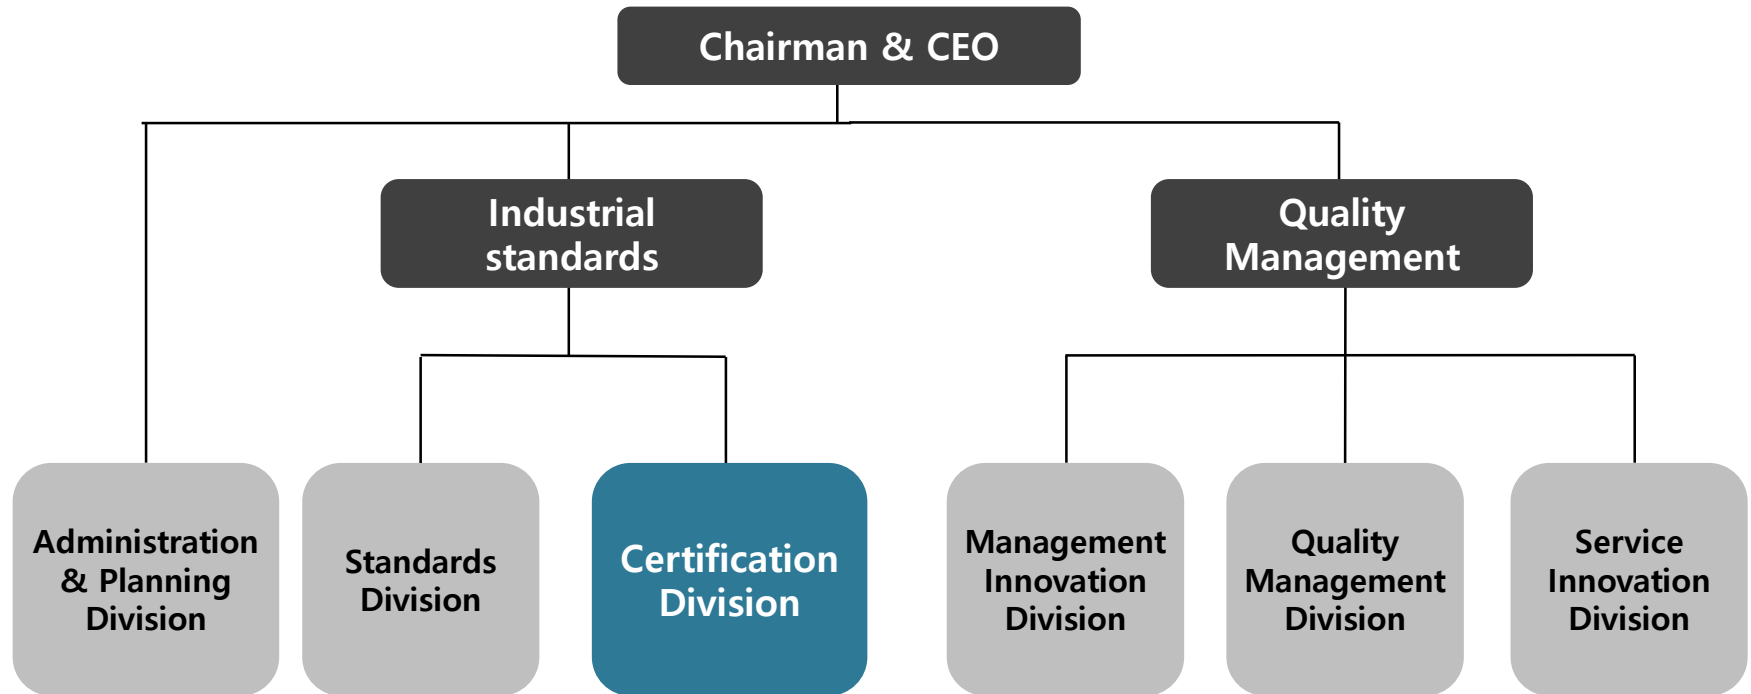 Chairman & CEO
Industrial
standards
Quality
Management
Administration
& Planning
Division
Standards
Division
Certification
Division
Management
Innovation
Division
Quality
Management
Division
Service
Innovation
Division